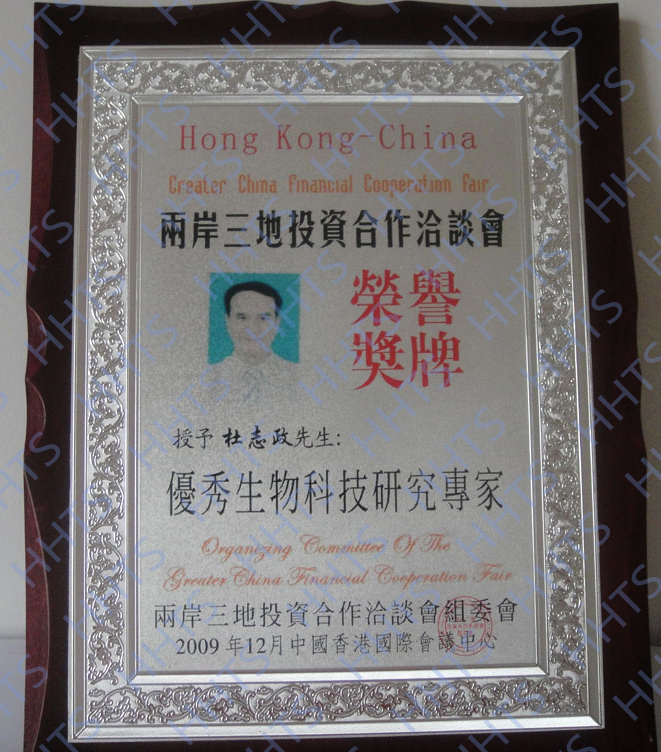 Hong Kong-China
Greater China Financial Cooperation Fair
兩岸三地投資合作洽談會
榮譽
獎牌
授予 杜志政先生:
優秀生物科技研究專家
Organizing Committee Of The
Greater China Financial Cooperation Fair
兩岸三地投資合作洽談會組委會
2009 年12月中國香港國際會議中心
HHTS